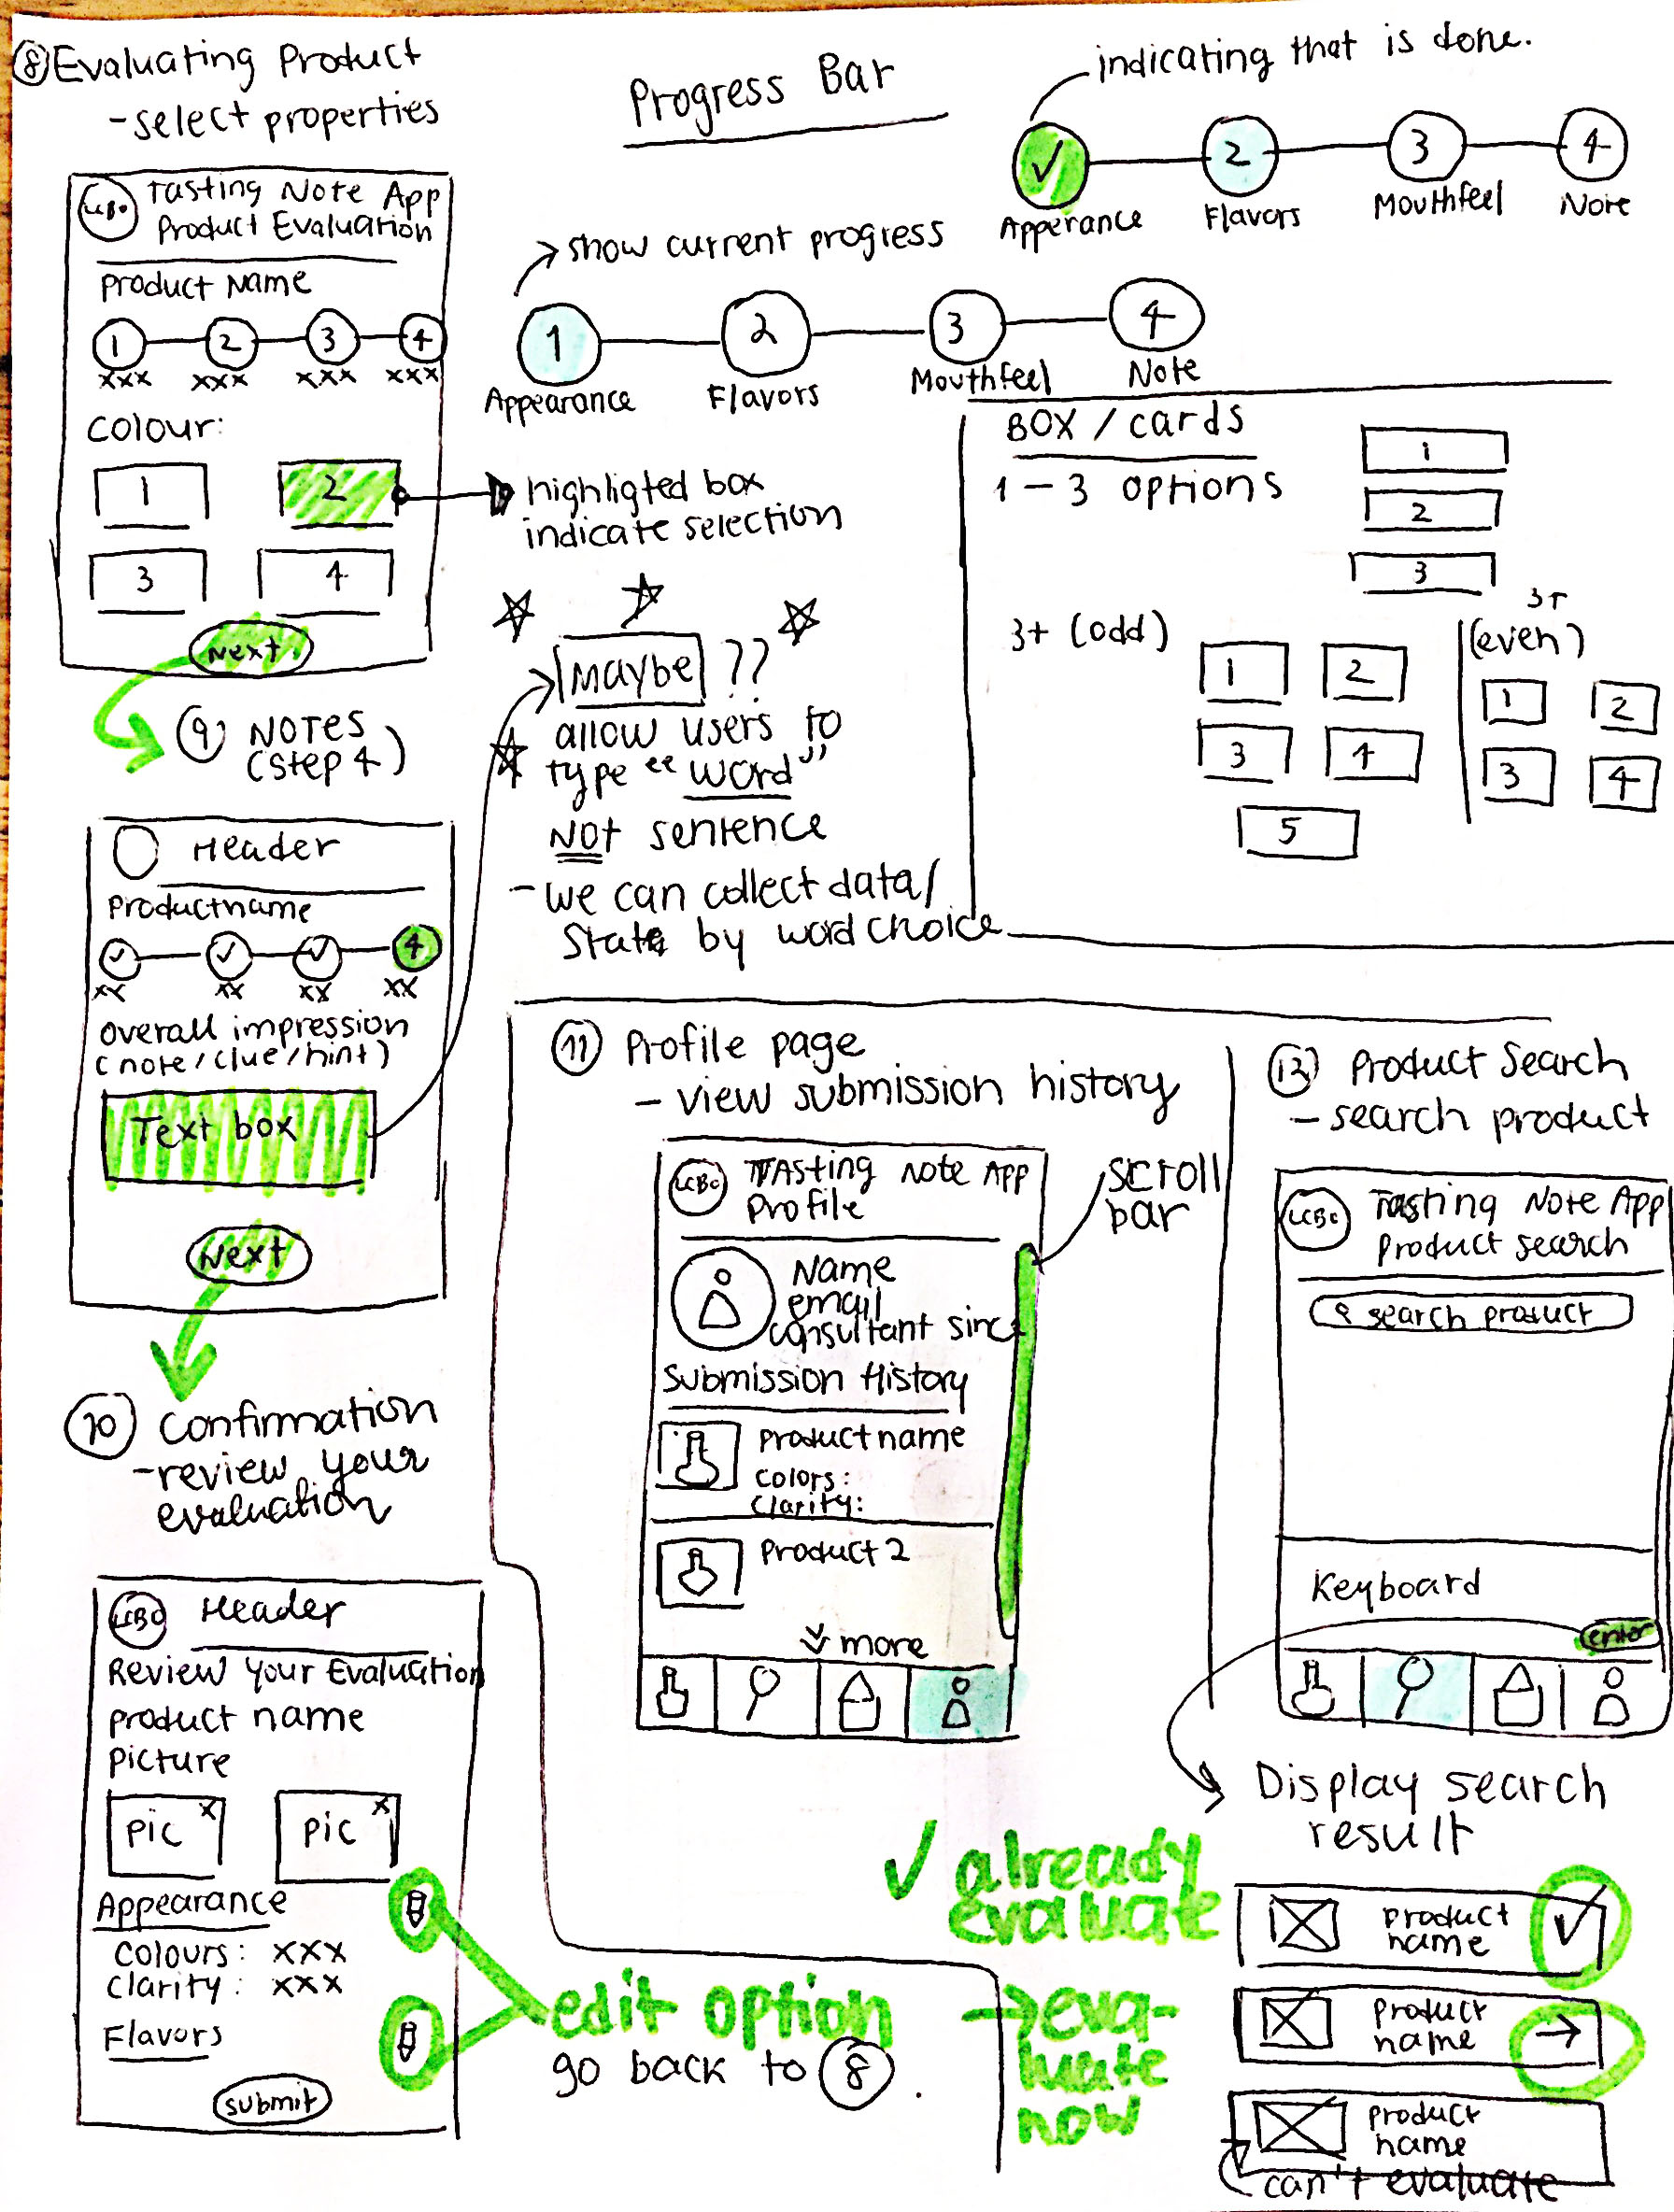 8 Evaluating Product
- select properties
LCBO Tasting Note App
Product Evaluation
Product Name
1 2 3 4
xxx xxx xxx xxx
colour:
1 2
3 4
Next
Progress Bar
indicating that is done.
✓ 2 3 4
Apperance Flavors Mouthfeel Note
→ show current progress
1 2 3 4
Appearance Flavors Mouthfeel Note
highligted box
indicate selection
Maybe ??
allow users to
type "word"
NOT sentence
- we can collect data/
State by word choice
BOX / cards
1 - 3 options
1
2
3
3+ (odd)
1 2
3 4
5
3+
(even)
1 2
3 4
9 NOTES
(step 4)
Header
Productname
✓ ✓ ✓ 4
xx xx xx xx
overall impression
(note/clue/hint)
Text box
Next
10 Confirmation
- review your
evaluation
LCBO Header
Review Your Evaluation
product name
picture
pic x pic x
Appearance
colours: xxx
clarity: xxx
Flavors
submit
edit option
go back to 8.
11 Profile page
- view submission history
LCBO Tasting Note App
Profile
scroll
bar
Name
email
consultant since
Submission History
Product name
colors:
clarity:
Product 2
more
12 Product Search
- search product
LCBO Tasting Note App
Product search
search product
Keyboard
enter
Display search
result
✓ already
evaluate
→ eva-
luate
now
product
name ✓
product
name →
product
name
can't evaluate